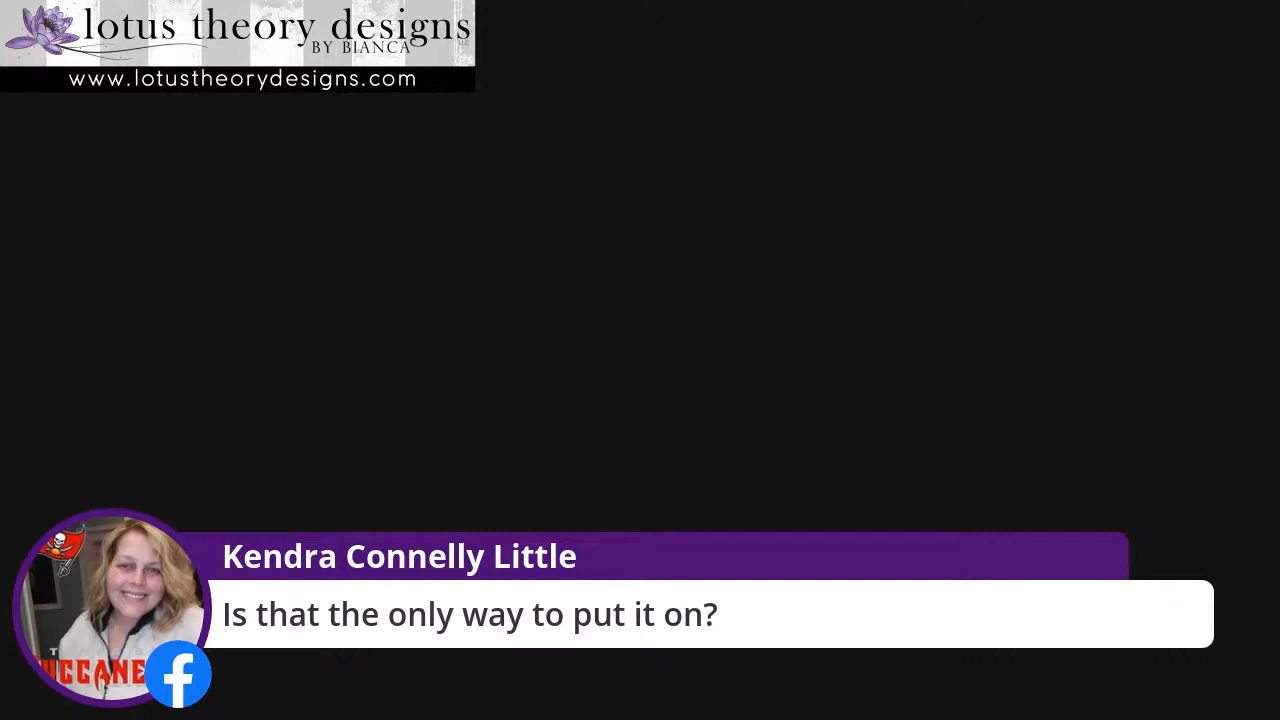 lotus theory designs
BY BIANCA
www.lotustheorydesigns.com
Kendra Connelly Little
Is that the only way to put it on?